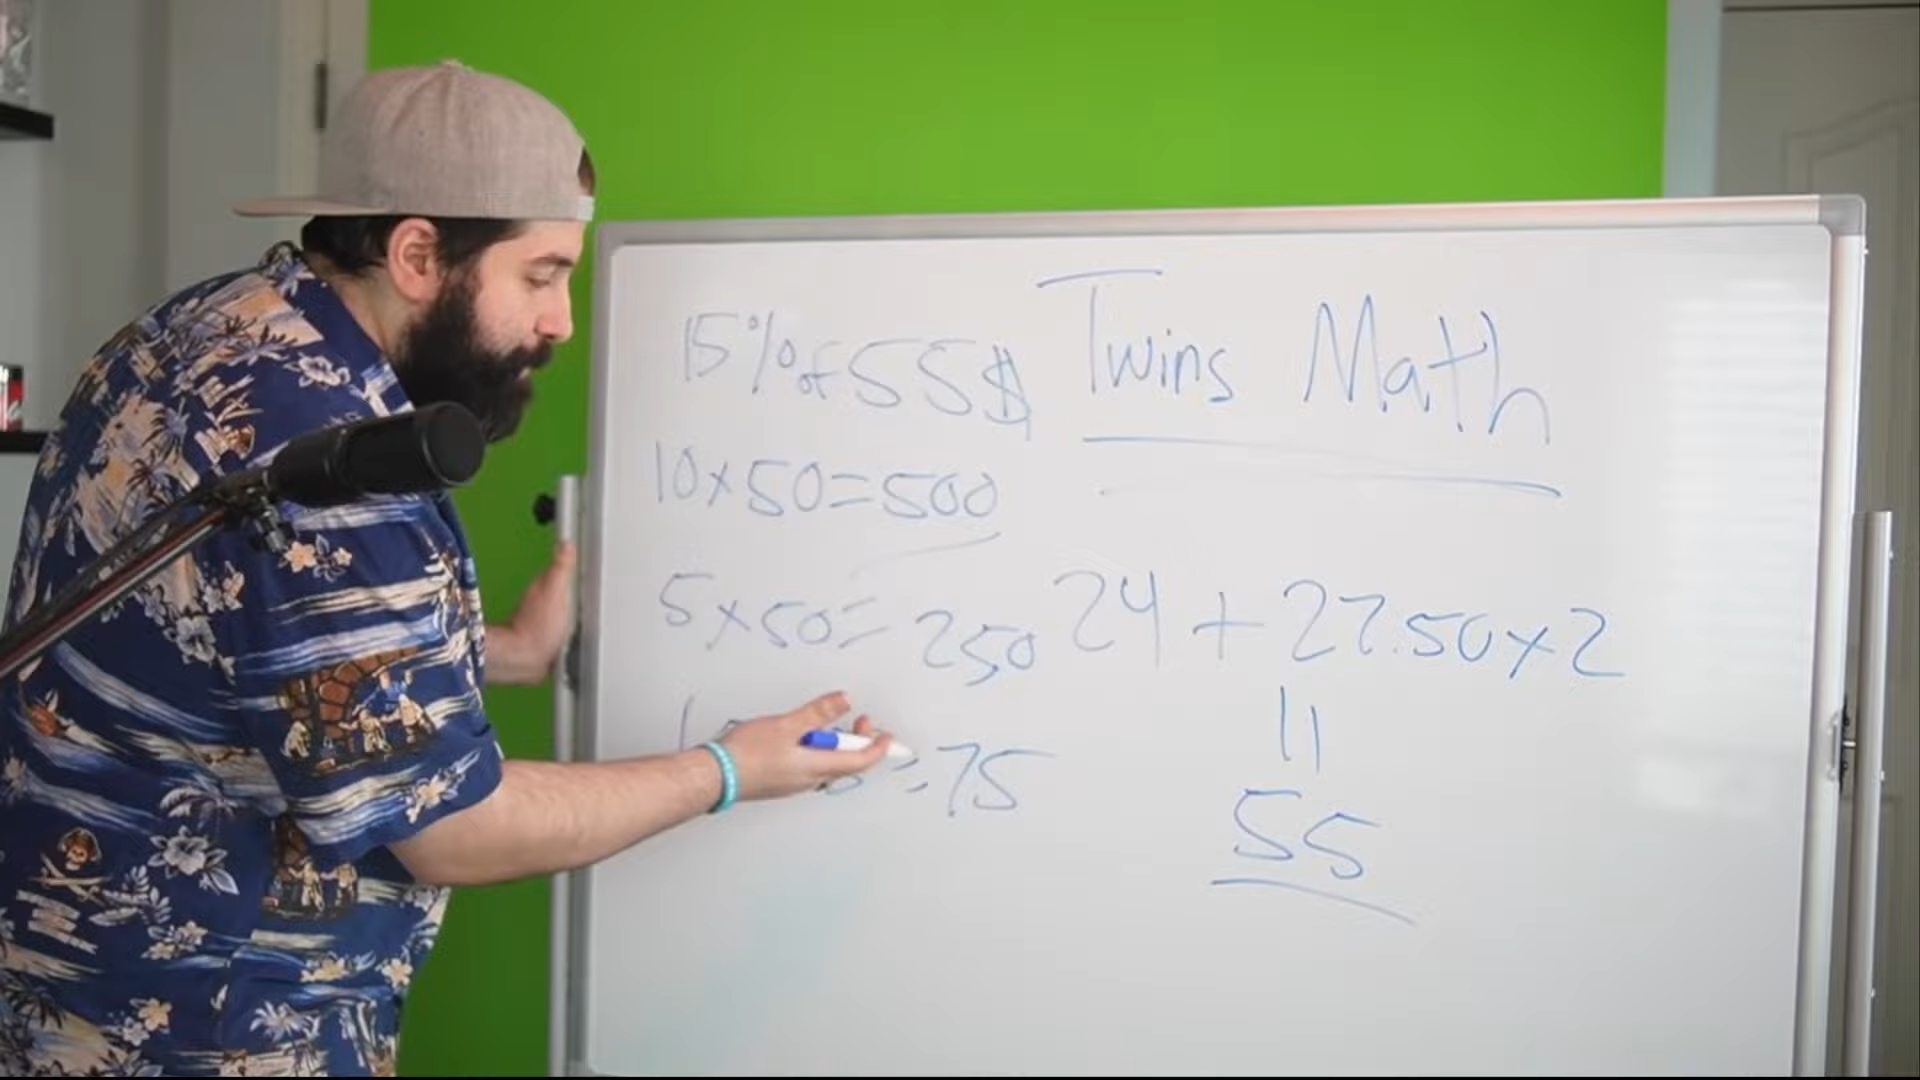 Twins Math
15% of 55$
10x50=500
5x50=250
=75
24 + 27.50x2
11
55